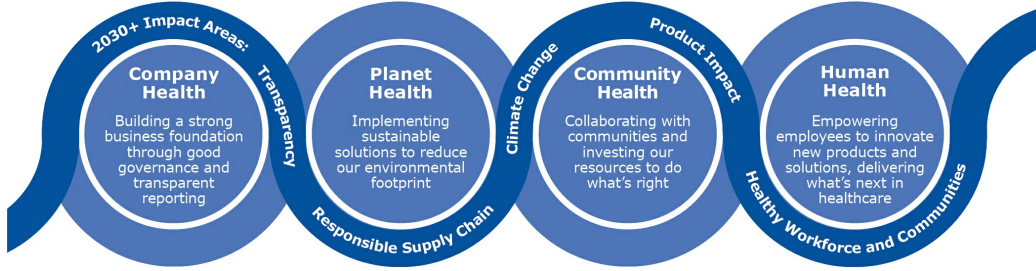 2030+ Impact Areas:
Transparency
Responsible Supply Chain
Climate Change
Product Impact
Healthy Workforce and Communities
Company
Health
Building a strong
business foundation
through good
governance and
transparent
reporting
Planet
Health
Implementing
sustainable
solutions to reduce
our environmental
footprint
Community
Health
Collaborating with
communities and
investing our
resources to do
what’s right
Human
Health
Empowering
employees to innovate
new products and
solutions, delivering
what’s next in
healthcare